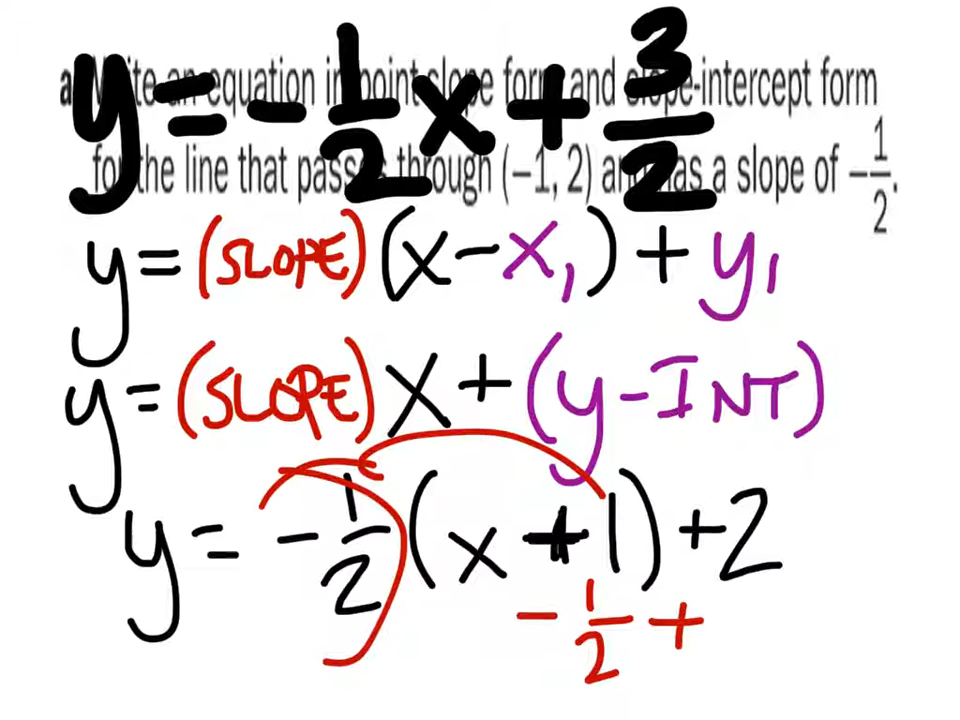 y = -1/2 x + 3/2
a Write an equation in point-slope form and slope-intercept form
for the line that passes through (−1, 2) and has a slope of −1/2.
y = (SLOPE)(x - x₁) + y₁
y = (SLOPE)x + (y-INT)
y = -1/2 (x + 1) + 2
-1/2 +